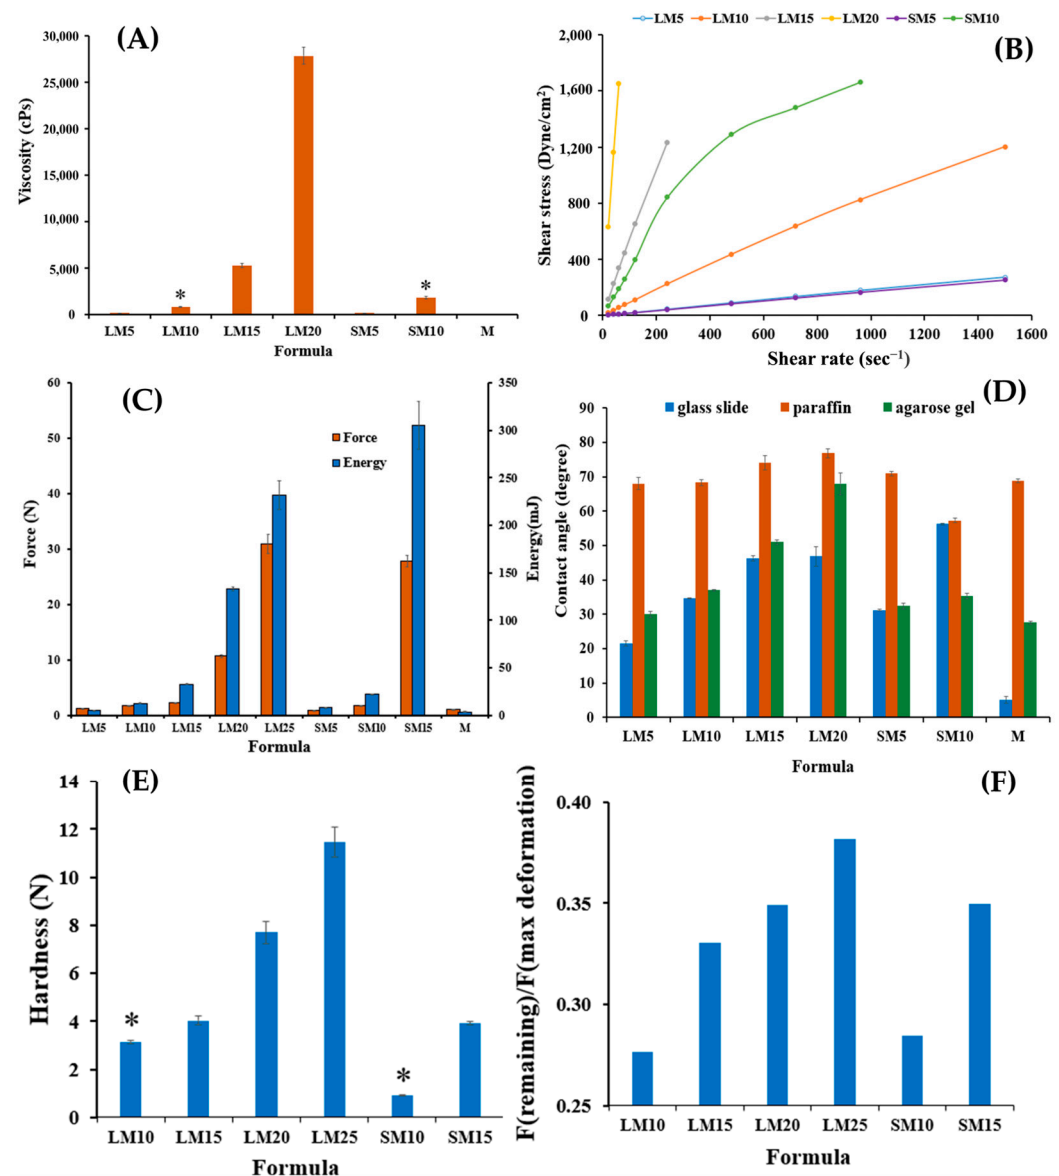 (A)
Viscosity (cPs)
35,000
30,000
25,000
20,000
15,000
10,000
5,000
0
*
*
LM5 LM10 LM15 LM20 SM5 SM10 M
Formula
LM5 LM10 LM15 LM20 SM5 SM10
(B)
Shear stress (Dyne/cm²)
2,000
1,600
1,200
800
400
0
0 200 400 600 800 1000 1200 1400 1600
Shear rate (sec⁻¹)
(C)
Force (N)
60
50
40
30
20
10
0
Force
Energy
Energy(mJ)
350
300
250
200
150
100
50
0
LM5 LM10 LM15 LM20 LM25 SM5 SM10 SM15 M
Formula
(D)
glass slide paraffin agarose gel
Contact angle (degree)
90
80
70
60
50
40
30
20
10
0
LM5 LM10 LM15 LM20 SM5 SM10 M
Formula
(E)
Hardness (N)
14
12
10
8
6
4
2
0
*
*
LM10 LM15 LM20 LM25 SM10 SM15
Formula
(F)
F(remaining)/F(max deformation)
0.40
0.35
0.30
0.25
LM10 LM15 LM20 LM25 SM10 SM15
Formula